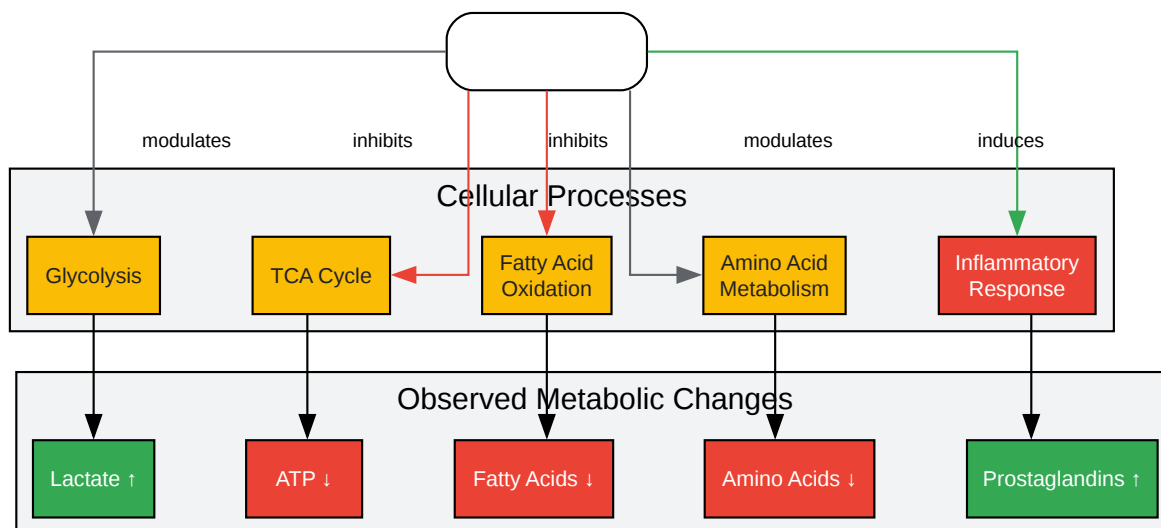 modulates
inhibits
inhibits
modulates
induces
Cellular Processes
Glycolysis
TCA Cycle
Fatty Acid
Oxidation
Amino Acid
Metabolism
Inflammatory
Response
Observed Metabolic Changes
Lactate ↑
ATP ↓
Fatty Acids ↓
Amino Acids ↓
Prostaglandins ↑